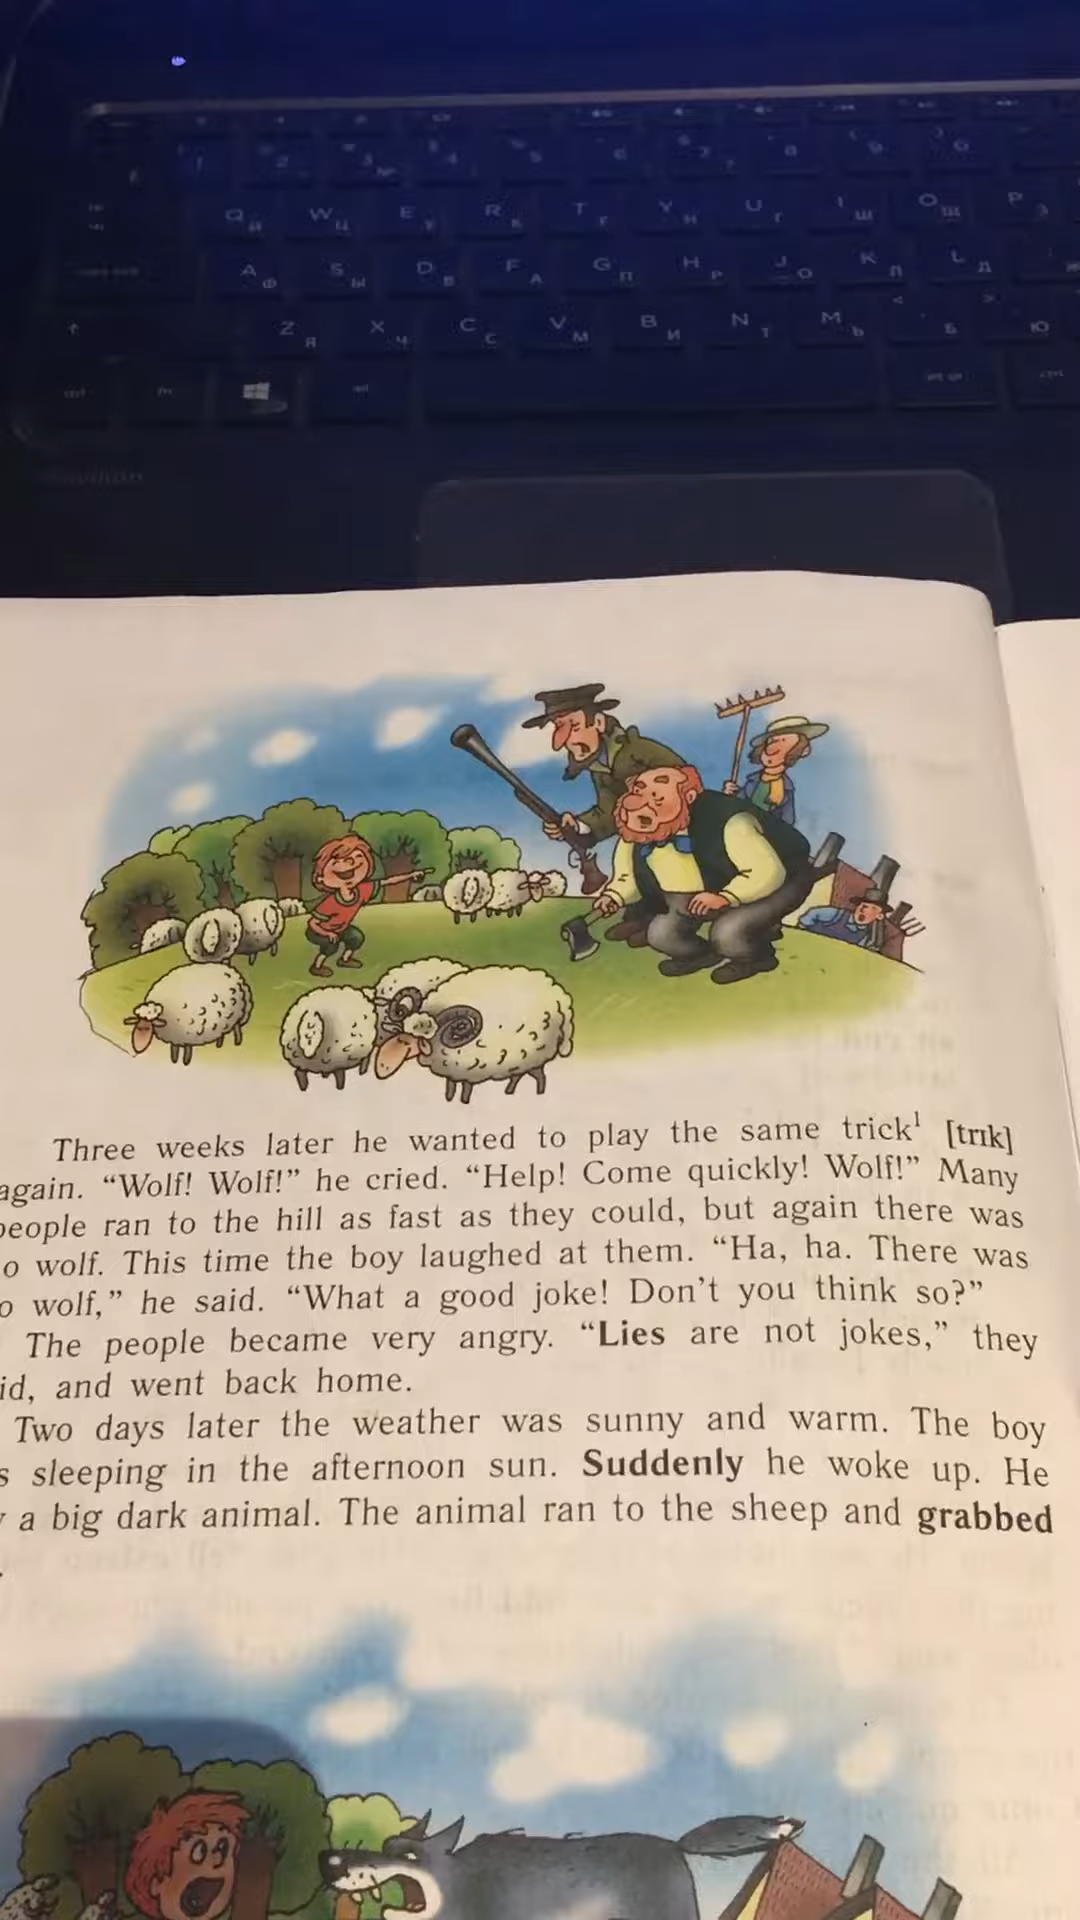 Q Й W Ц E У R К T Е Y Н U Г I Ш O Щ P З
A Ф S Ы D В F А G П H Р J О K Л L Д
Z Я X Ч C С V М B И N Т M Ь Б Ю
Three weeks later he wanted to play the same trick¹ [trɪk]
again. “Wolf! Wolf!” he cried. “Help! Come quickly! Wolf!” Many
people ran to the hill as fast as they could, but again there was
o wolf. This time the boy laughed at them. “Ha, ha. There was
o wolf,” he said. “What a good joke! Don’t you think so?”
The people became very angry. “Lies are not jokes,” they
id, and went back home.
Two days later the weather was sunny and warm. The boy
s sleeping in the afternoon sun. Suddenly he woke up. He
a big dark animal. The animal ran to the sheep and grabbed